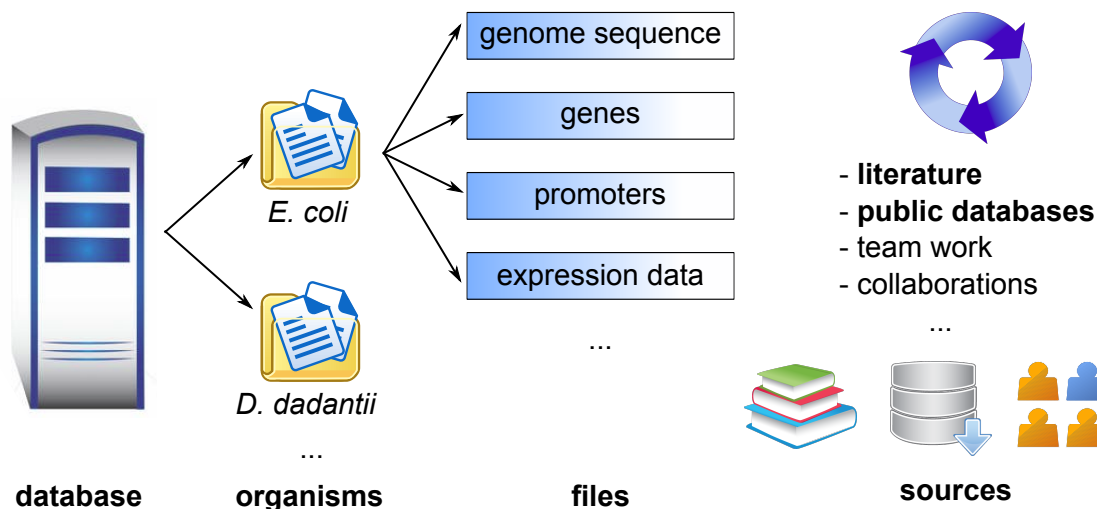 genome sequence
genes
promoters
expression data
...
E. coli
D. dadantii
...
- literature
- public databases
- team work
- collaborations
...
database
organisms
files
sources